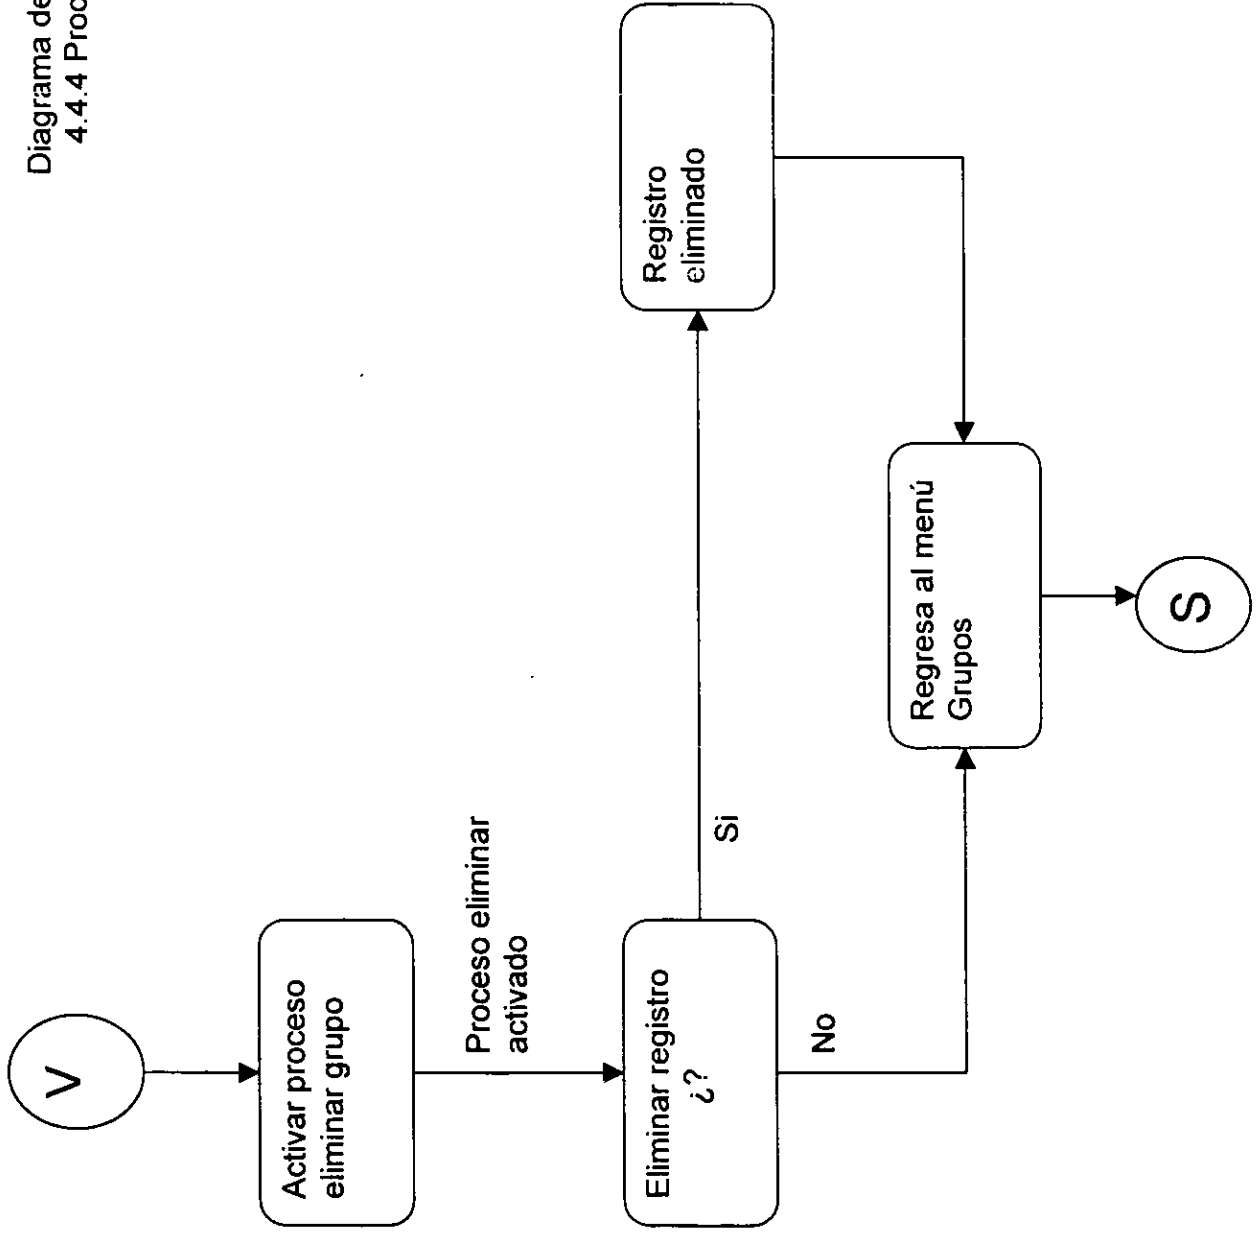 Diagrama de
4.4.4 Proc
V
Activar proceso
eliminar grupo
Proceso eliminar
activado
Eliminar registro
¿?
Si
No
Registro
eliminado
Regresa al menú
Grupos
S